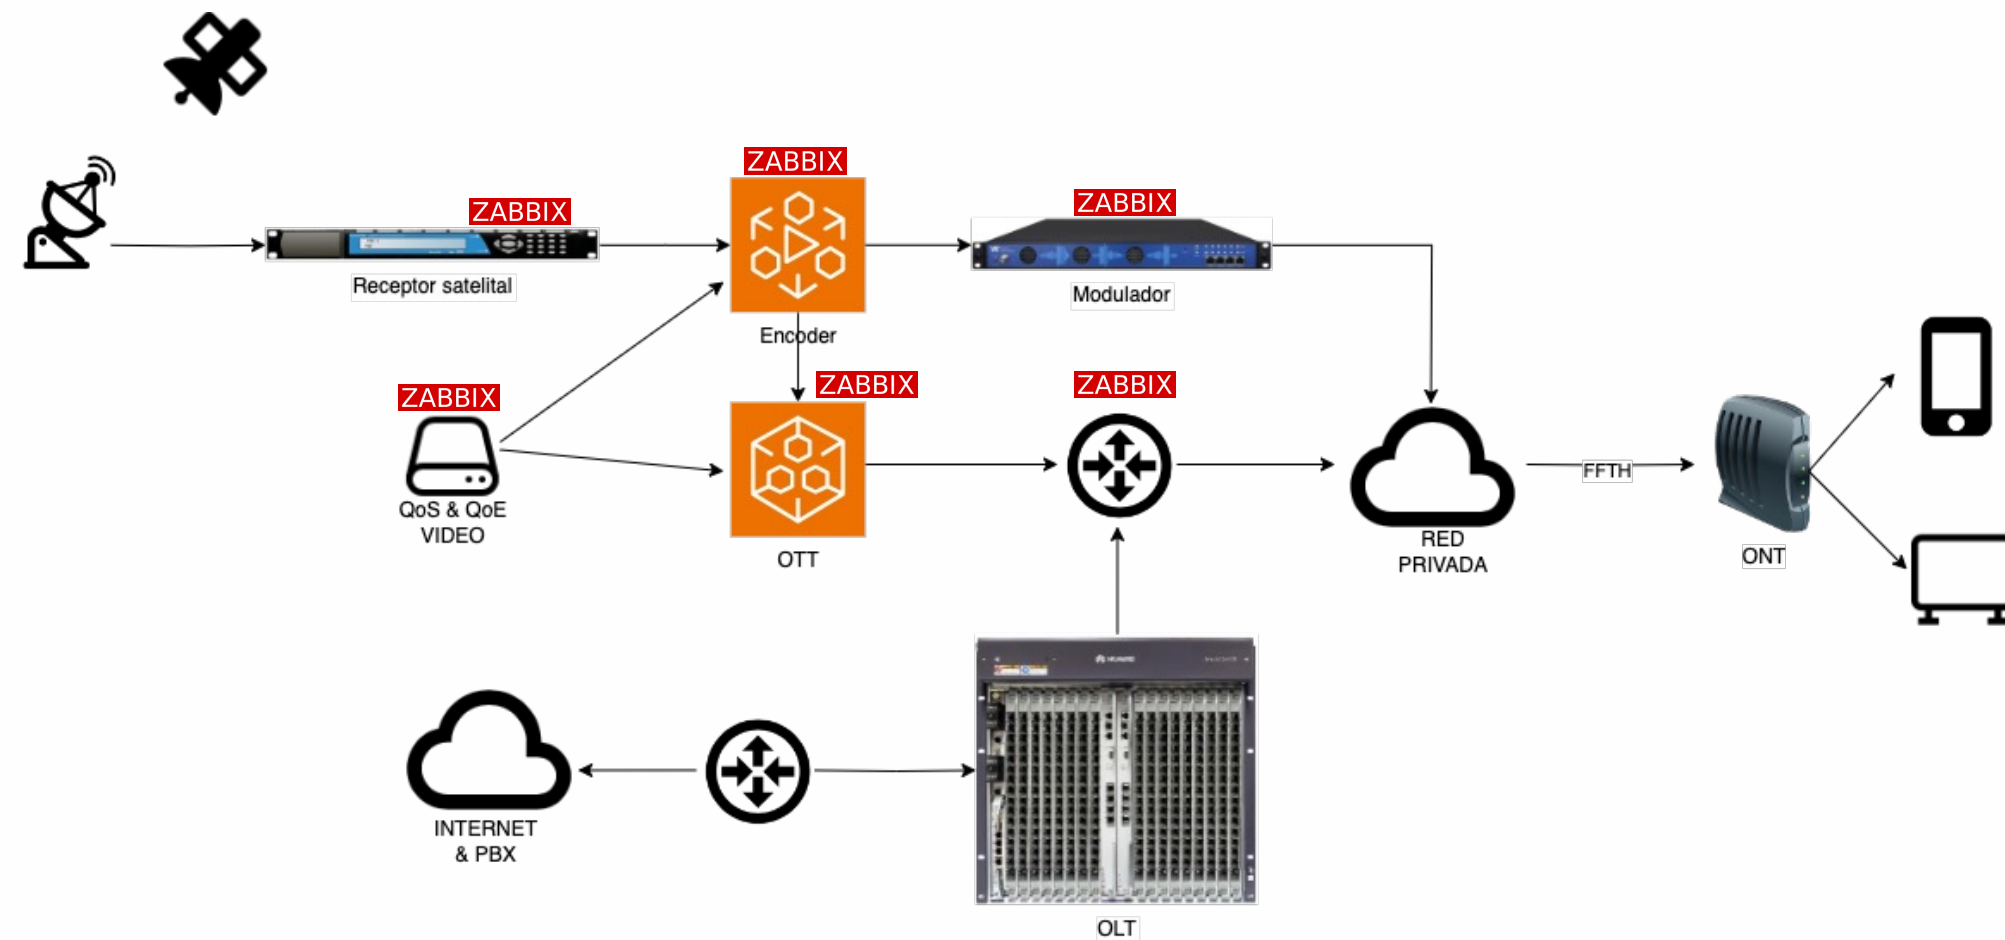 ZABBIX
ZABBIX
ZABBIX
Receptor satelital
Modulador
Encoder
ZABBIX
ZABBIX
ZABBIX
QoS & QoE
VIDEO
OTT
RED
PRIVADA
FFTH
ONT
HUAWEI
INTERNET
& PBX
OLT